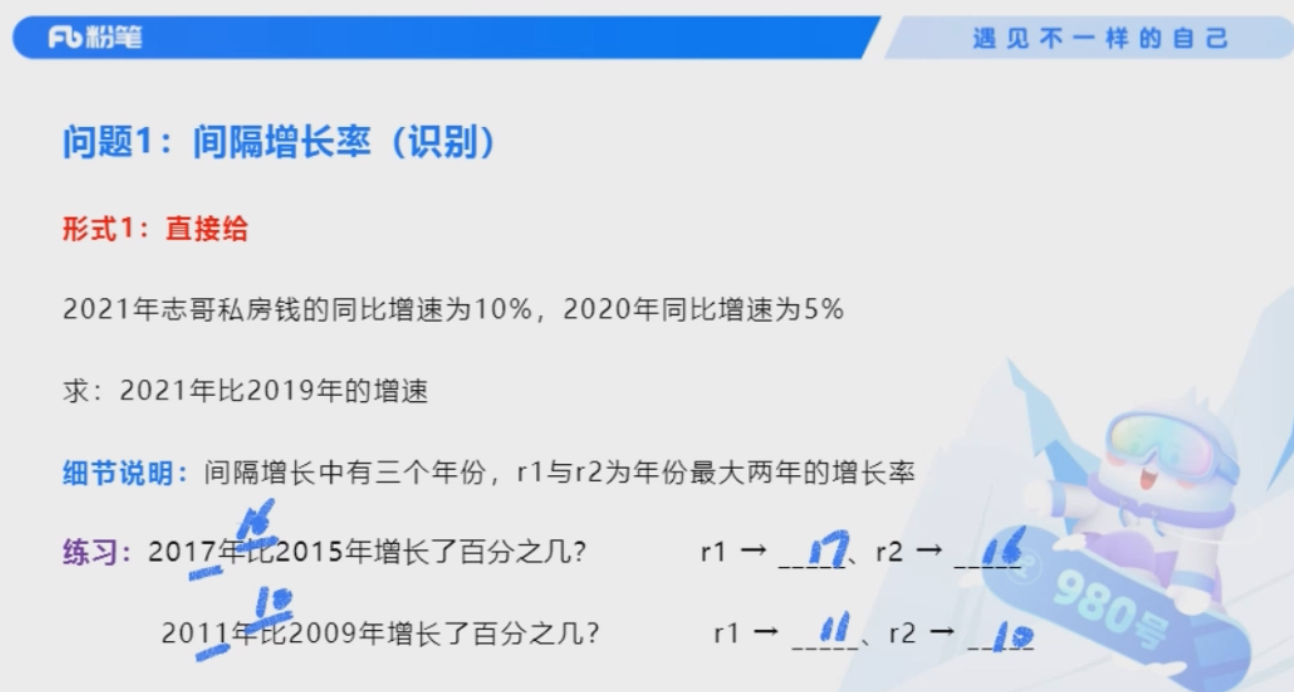 粉笔
遇见不一样的自己
问题1：间隔增长率（识别）
形式1：直接给
2021年志哥私房钱的同比增速为10%，2020年同比增速为5%
求：2021年比2019年的增速
细节说明：间隔增长中有三个年份，r1与r2为年份最大两年的增长率
16
练习：2017年比2015年增长了百分之几？ r1 → 17、r2 → 16
10
2011年比2009年增长了百分之几？ r1 → 11、r2 → 10
980号